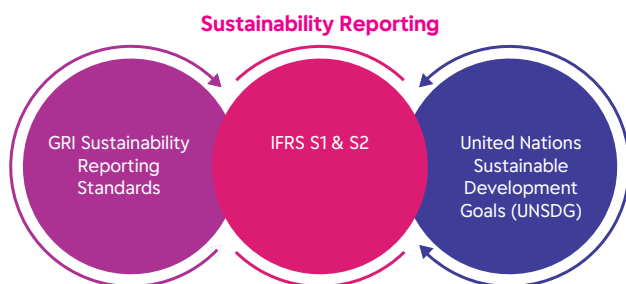 Sustainability Reporting
GRI Sustainability
Reporting
Standards
IFRS S1 & S2
United Nations
Sustainable
Development
Goals (UNSDG)